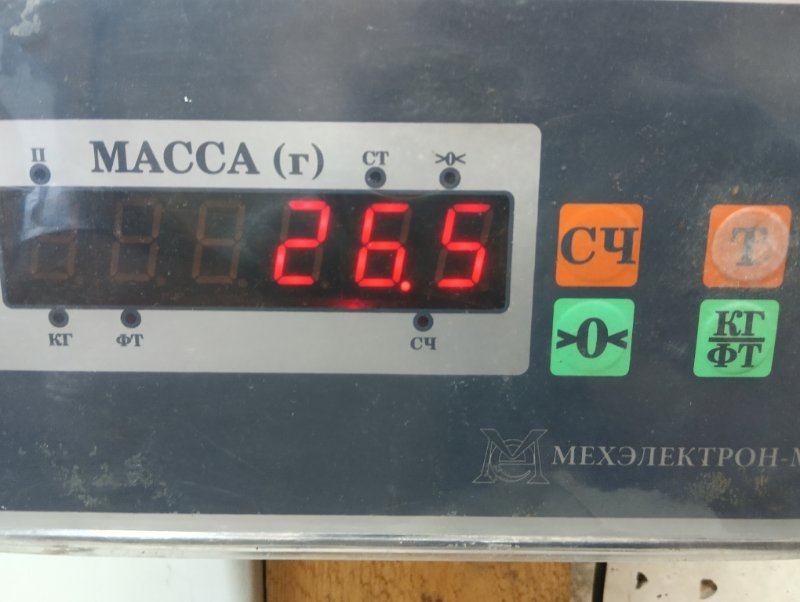 П МАССА (г) СТ >0<
26.5
КГ ФТ СЧ
СЧ Т
>0< КГ
ФТ
МЕХЭЛЕКТРОН-М